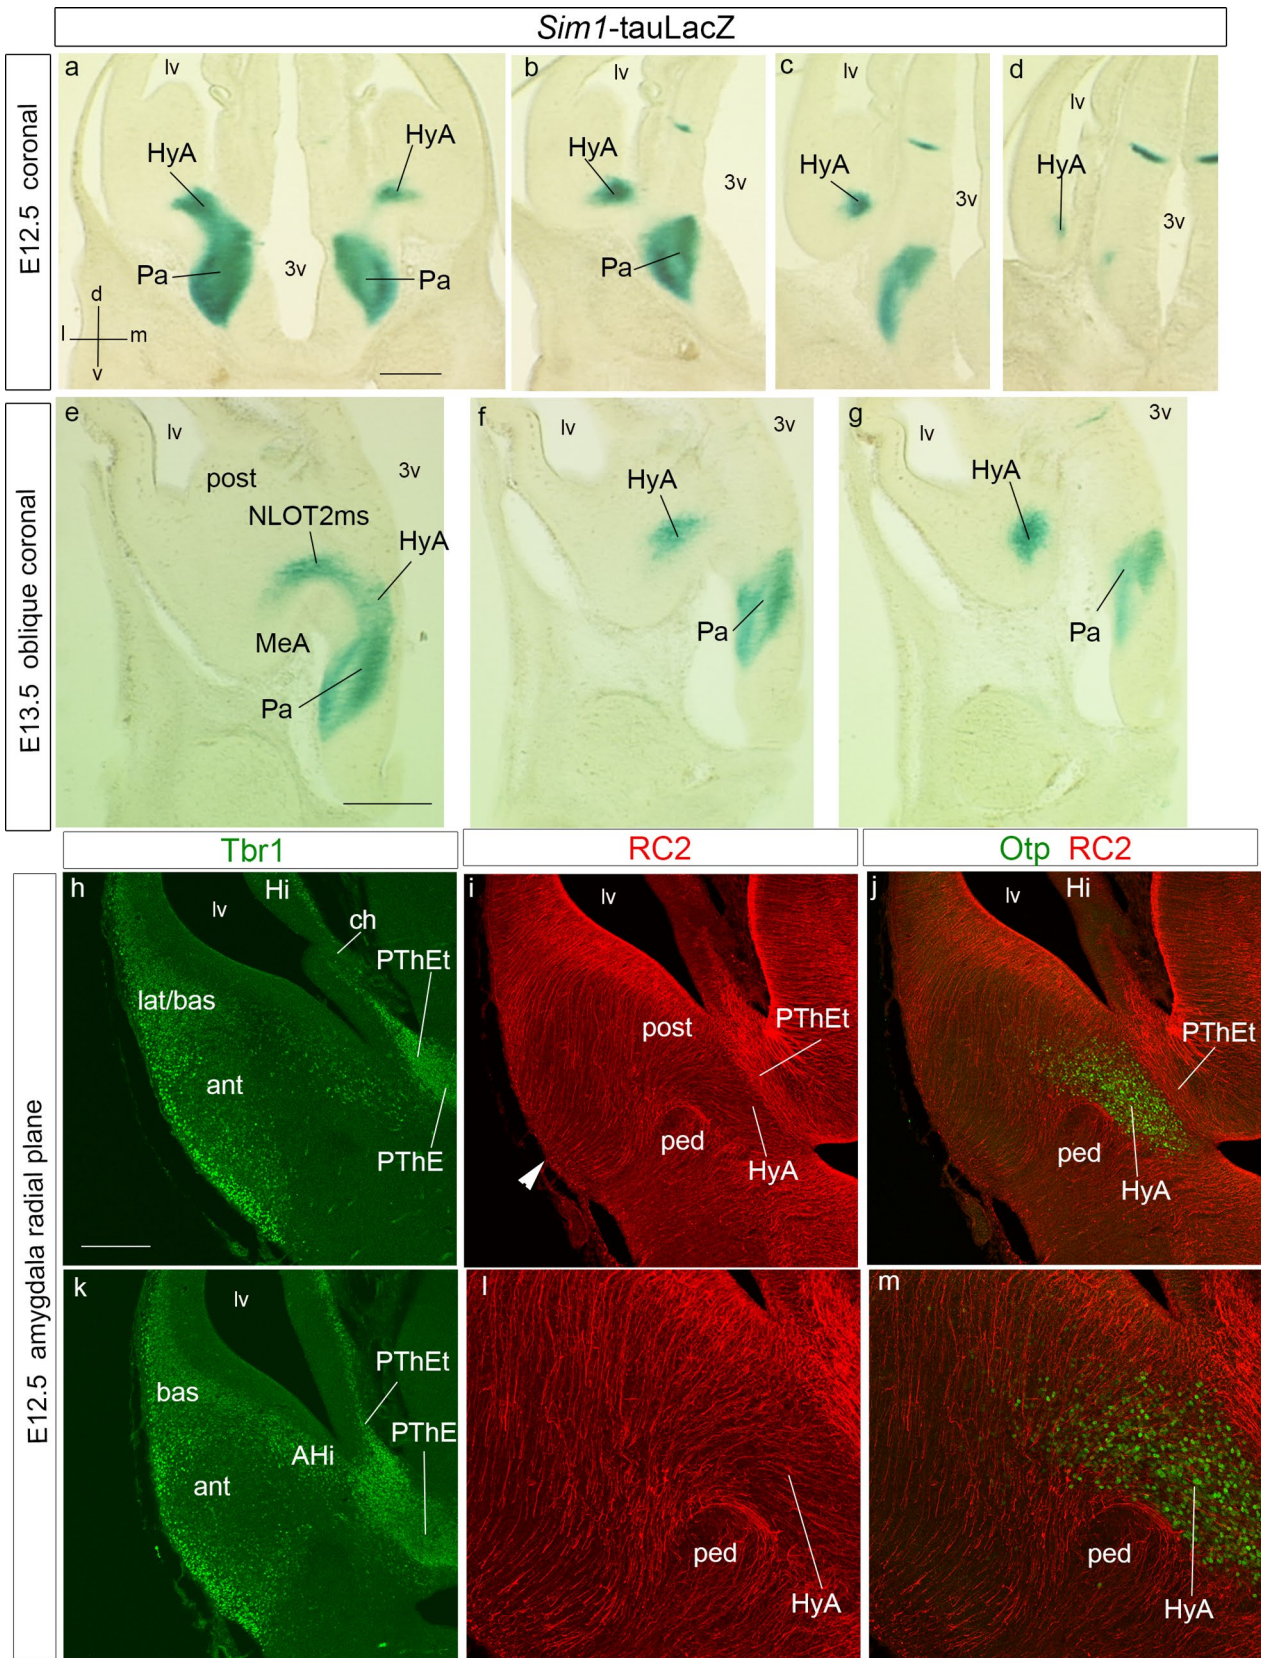 Sim1-tauLacZ
E12.5 coronal
a
lv
HyA
HyA
Pa
3v
Pa
d
l
m
v
b
lv
HyA
3v
Pa
c
lv
HyA
3v
d
lv
HyA
3v
E13.5 oblique coronal
e
lv
post
3v
NLOT2ms
HyA
MeA
Pa
f
lv
3v
HyA
Pa
g
lv
3v
HyA
Pa
Tbr1
RC2
Otp RC2
E12.5 amygdala radial plane
h
Hi
lv
ch
PThEt
lat/bas
ant
PThE
i
lv
post
PThEt
ped
HyA
j
lv
Hi
PThEt
ped
HyA
k
lv
PThEt
bas
PThE
AHi
ant
l
ped
HyA
m
ped
HyA